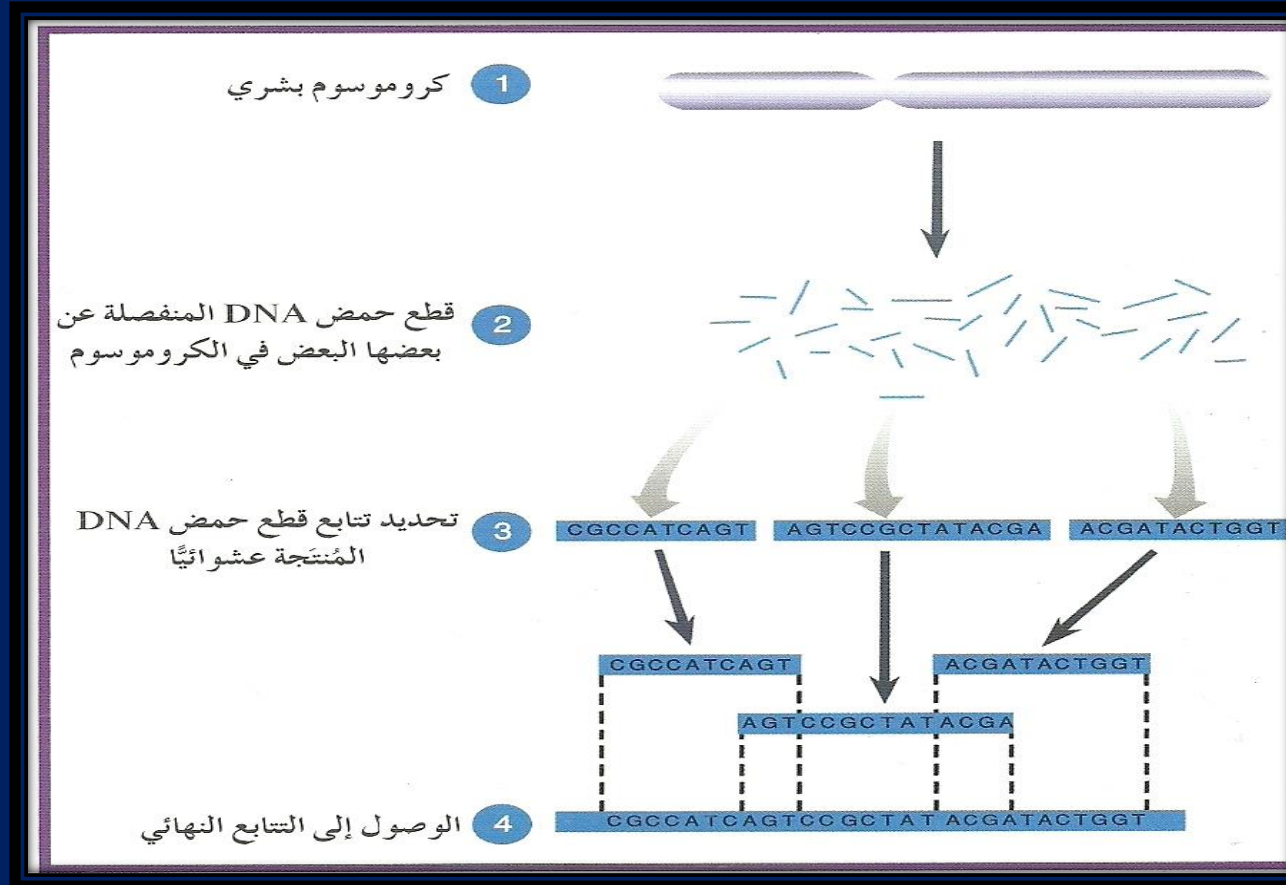 1 كروموسوم بشري
2 قطع حمض DNA المنفصلة عن
بعضها البعض في الكروموسوم
3 تحديد تتابع قطع حمض DNA
المُنتَجة عشوائيًّا
CGCCATCAGT AGTCCGCTATACGA ACGATACTGGT
CGCCATCAGT ACGATACTGGT
AGTCCGCTATACGA
4 الوصول إلى التتابع النهائي
CGCCATCAGTCCGCTATACGATACTGGT